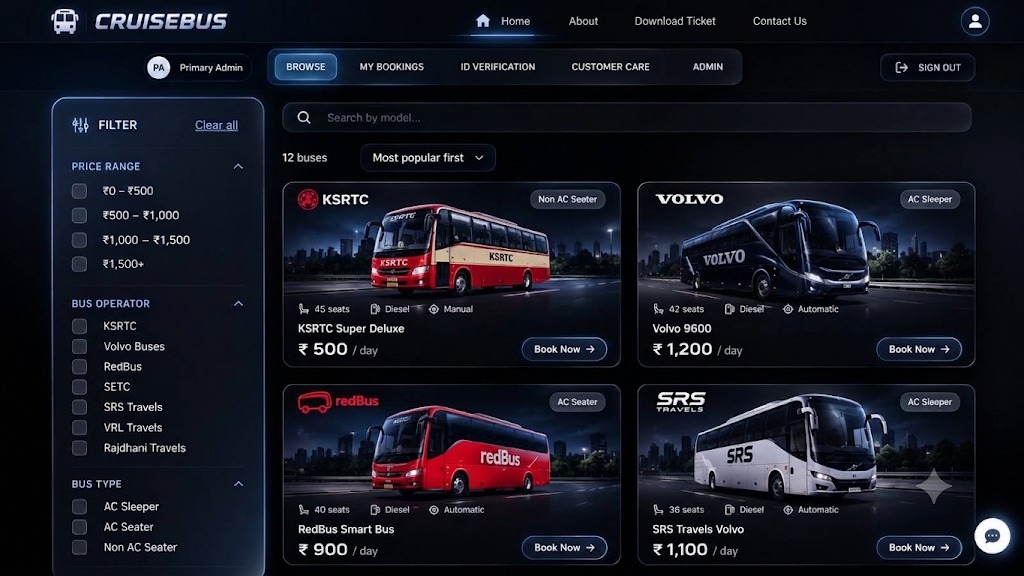 CRUISEBUS
Home
About
Download Ticket
Contact Us
PA
Primary Admin
BROWSE
MY BOOKINGS
ID VERIFICATION
CUSTOMER CARE
ADMIN
SIGN OUT
FILTER
Clear all
PRICE RANGE
₹0 – ₹500
₹500 – ₹1,000
₹1,000 – ₹1,500
₹1,500+
BUS OPERATOR
KSRTC
Volvo Buses
RedBus
SETC
SRS Travels
VRL Travels
Rajdhani Travels
BUS TYPE
AC Sleeper
AC Seater
Non AC Seater
Search by model...
12 buses
Most popular first
KSRTC
Non AC Seeter
KSRTC
KSRTC
KSRTC
45 seats
Diesel
Manual
KSRTC Super Deluxe
₹ 500 / day
Book Now →
VOLVO
AC Sleeper
VOLVO
42 seats
Diesel
Automatic
Volvo 9600
₹ 1,200 / day
Book Now →
redBus
AC Seater
redBus
40 seats
Diesel
Automatic
RedBus Smart Bus
₹ 900 / day
Book Now →
SRS
TRAVELS
AC Sleeper
SRS
36 seats
Diesel
Automatic
SRS Travels Volvo
₹ 1,100 / day
Book Now →